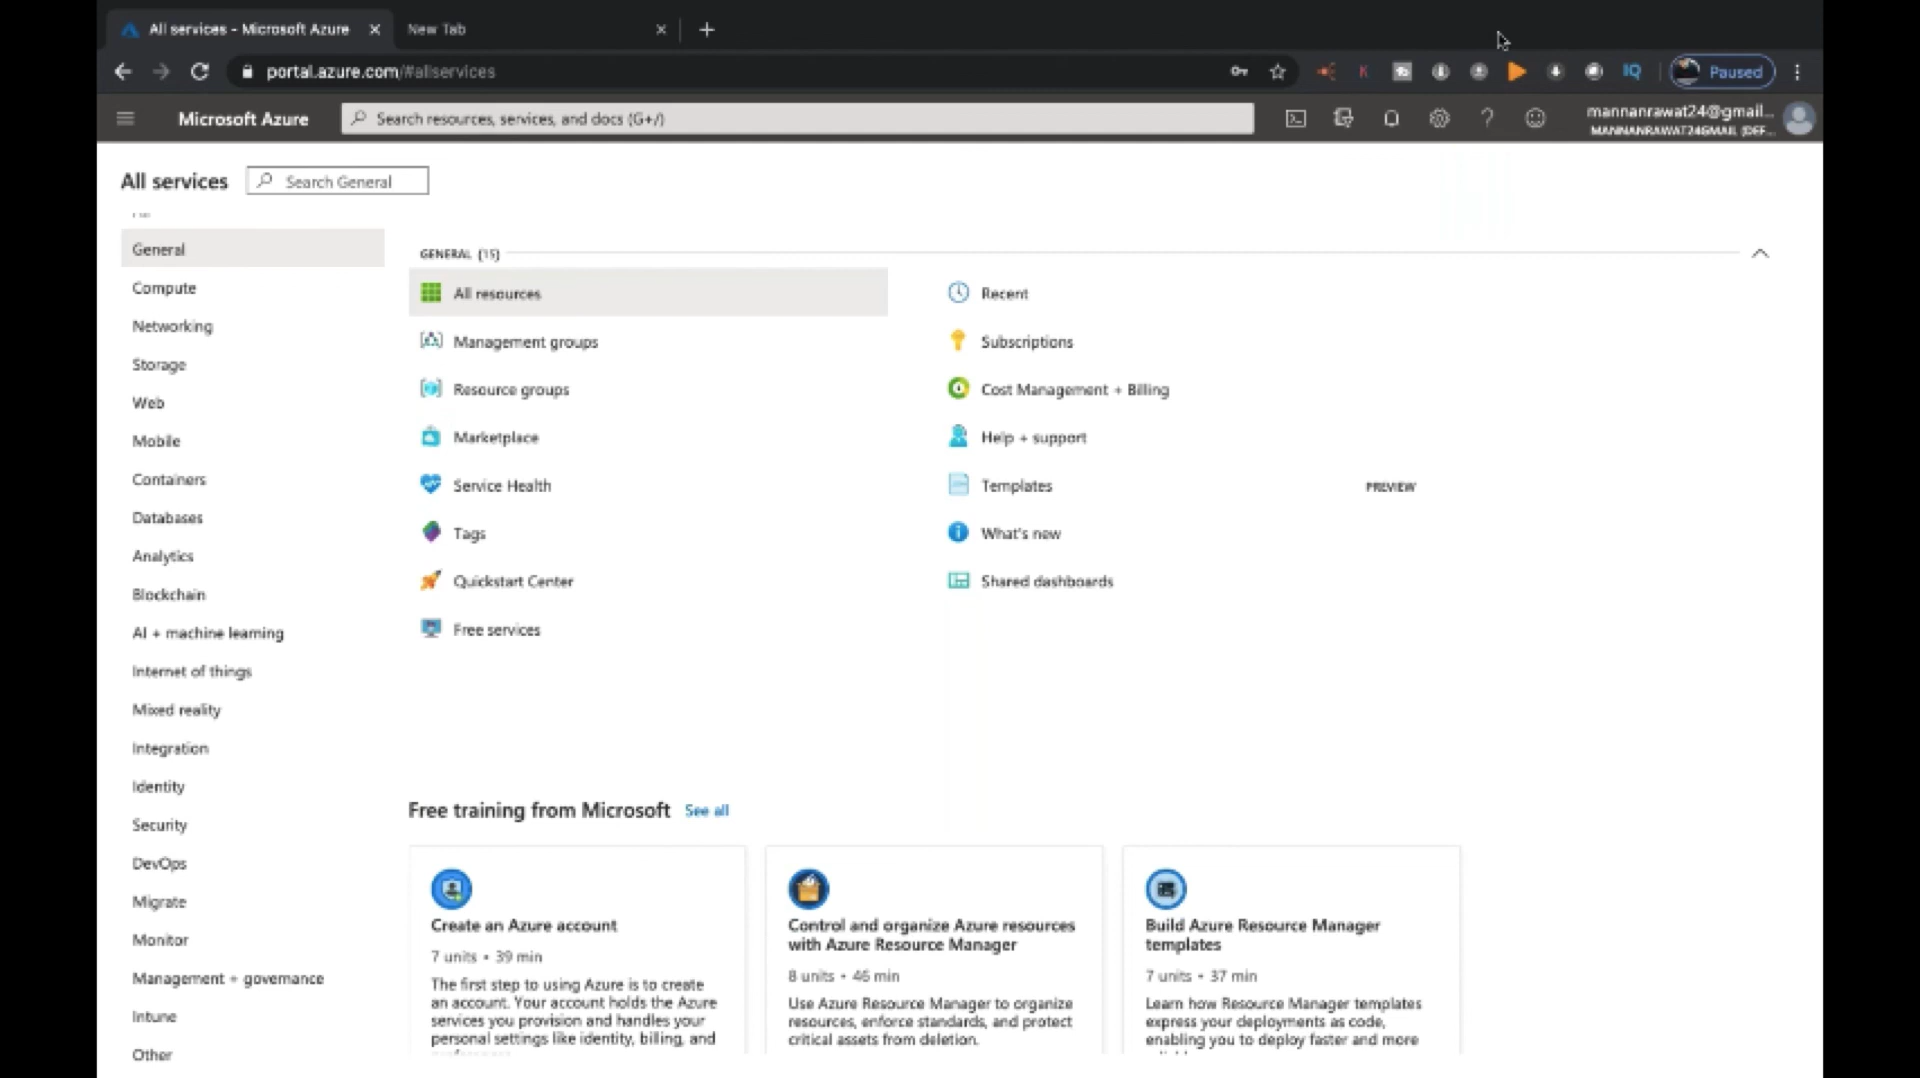 All services - Microsoft Azure
New Tab
portal.azure.com/#allservices
IQ
Paused
Microsoft Azure
Search resources, services, and docs (G+/)
mannanrawat24@gmail...
MANNANRAWAT24GMAIL (DEF...
All services
Search General
General
Compute
Networking
Storage
Web
Mobile
Containers
Databases
Analytics
Blockchain
AI + machine learning
Internet of things
Mixed reality
Integration
Identity
Security
DevOps
Migrate
Monitor
Management + governance
Intune
Other
GENERAL (15)
All resources
Recent
Management groups
Subscriptions
Resource groups
Cost Management + Billing
Marketplace
Help + support
Service Health
Templates
PREVIEW
Tags
What's new
Quickstart Center
Shared dashboards
Free services
Free training from Microsoft
See all
Create an Azure account
7 units • 39 min
The first step to using Azure is to create
an account. Your account holds the Azure
services you provision and handles your
personal settings like identity, billing, and
Control and organize Azure resources
with Azure Resource Manager
8 units • 46 min
Use Azure Resource Manager to organize
resources, enforce standards, and protect
critical assets from deletion.
Build Azure Resource Manager
templates
7 units • 37 min
Learn how Resource Manager templates
express your deployments as code,
enabling you to deploy faster and more